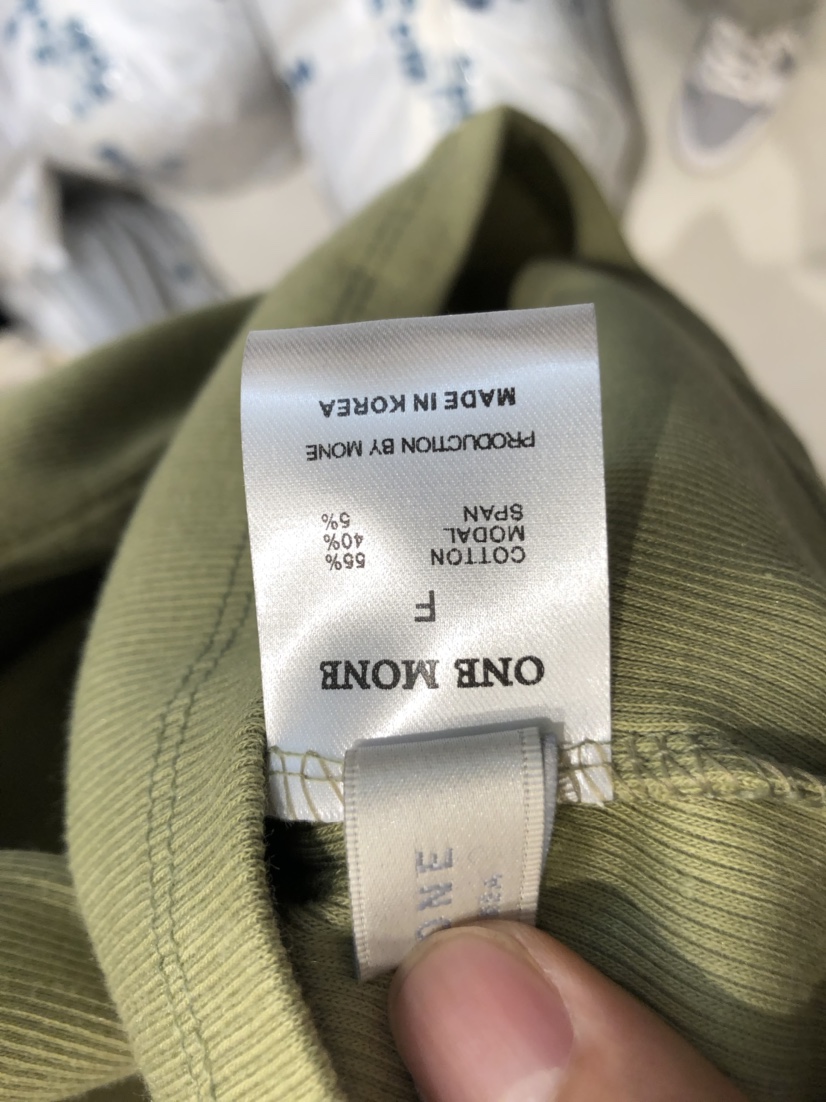 ONE MONE
F
COTTON 55%
MODAL 40%
SPAN 5%
PRODUCTION BY MONE
MADE IN KOREA